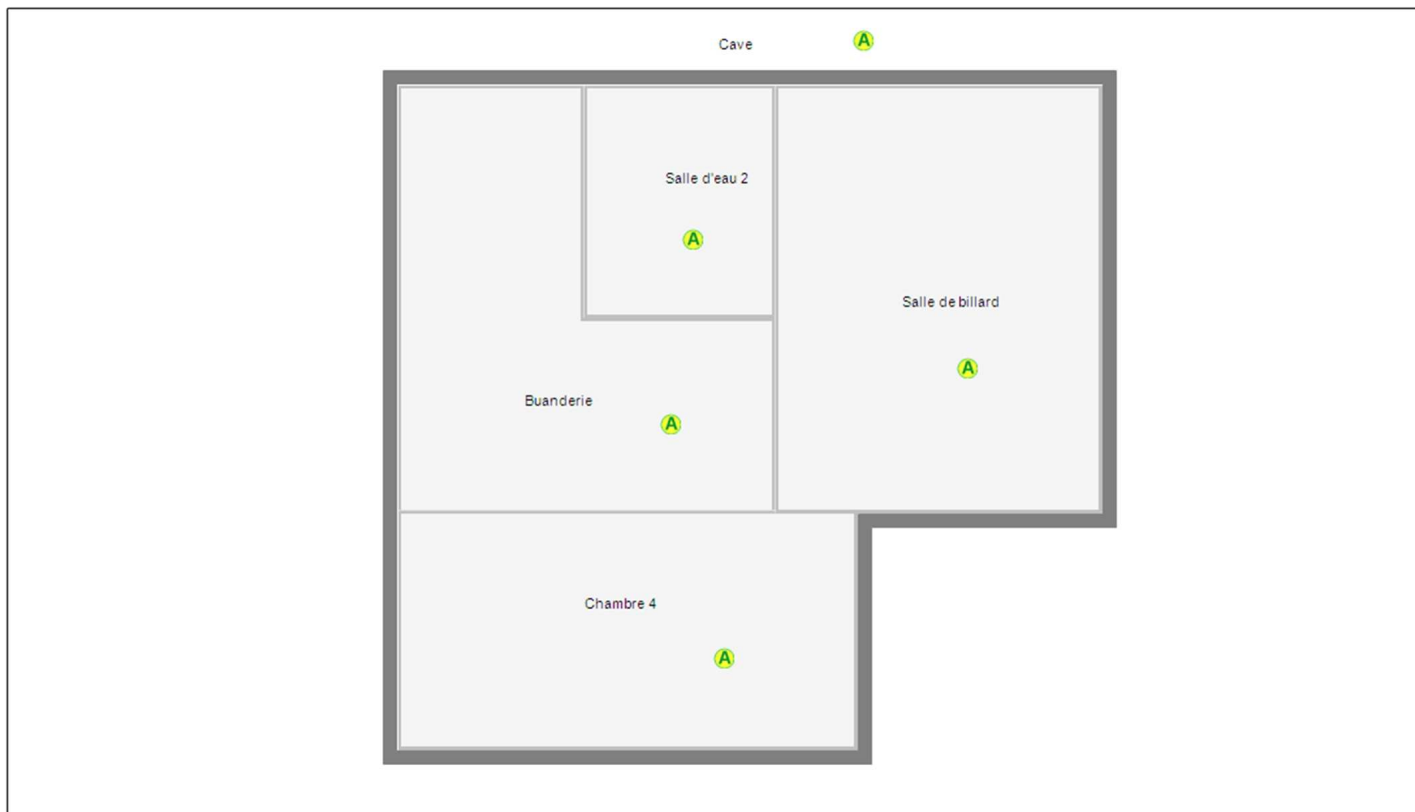 Cave A
Salle d'eau 2
A
Salle de billard
A
Buanderie
A
Chambre 4
A